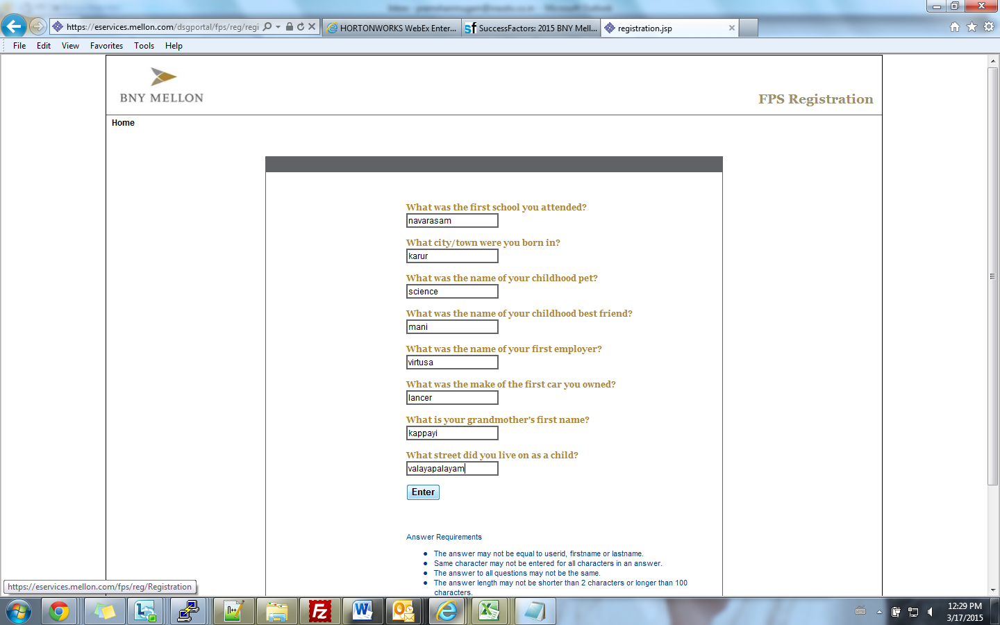 https://eservices.mellon.com/dsgportal/fps/reg/regi
HORTONWORKS WebEx Enter...
SuccessFactors: 2015 BNY Mell...
registration.jsp
File Edit View Favorites Tools Help
BNY MELLON
FPS Registration
Home
What was the first school you attended?
navarasam
What city/town were you born in?
karur
What was the name of your childhood pet?
science
What was the name of your childhood best friend?
mani
What was the name of your first employer?
virtusa
What was the make of the first car you owned?
lancer
What is your grandmother's first name?
kappayi
What street did you live on as a child?
valayapalayam
Enter
Answer Requirements
• The answer may not be equal to userid, firstname or lastname.
• Same character may not be entered for all characters in an answer.
• The answer to all questions may not be the same.
• The answer length may not be shorter than 2 characters or longer than 100
characters.
https://eservices.mellon.com/fps/reg/Registration
12:29 PM
3/17/2015